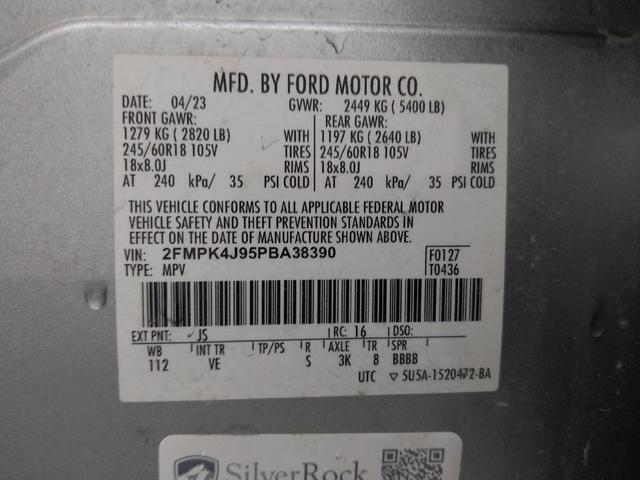 MFD. BY FORD MOTOR CO.
DATE: 04/23 GVWR: 2449 KG ( 5400 LB)
FRONT GAWR: REAR GAWR:
1279 KG ( 2820 LB) WITH 1197 KG ( 2640 LB) WITH
245/60R18 105V TIRES 245/60R18 105V TIRES
18x8.0J RIMS 18x8.0J RIMS
AT 240 kPa/ 35 PSI COLD AT 240 kPa/ 35 PSI COLD
THIS VEHICLE CONFORMS TO ALL APPLICABLE FEDERAL MOTOR
VEHICLE SAFETY AND THEFT PREVENTION STANDARDS IN
EFFECT ON THE DATE OF MANUFACTURE SHOWN ABOVE.
VIN: 2FMPK4J95PBA38390 F0127
TYPE: MPV T0436
EXT PNT: JS RC: 16 DSO:
WB INT TR TP/PS R AXLE TR SPR
112 VE S 3K 8 BBBB
UTC ▽ 5U5A-1520472-BA
SilverRock